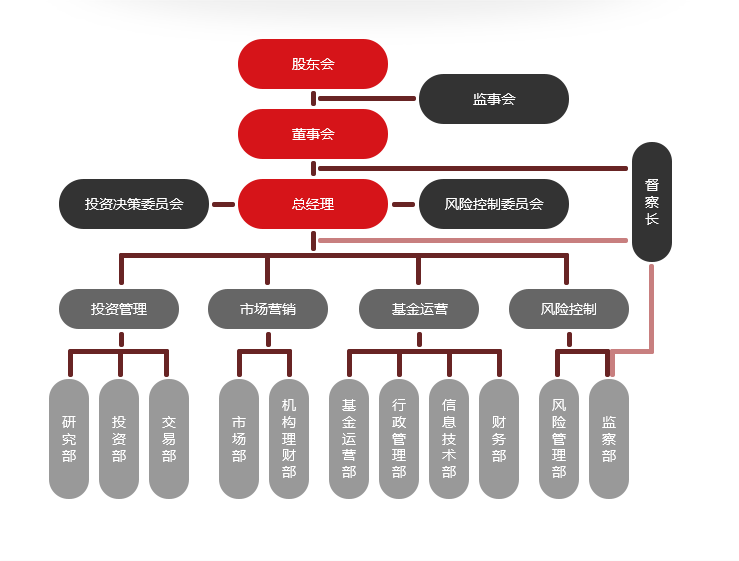 股东会
监事会
董事会
督察长
投资决策委员会
总经理
风险控制委员会
投资管理
市场营销
基金运营
风险控制
研究部
投资部
交易部
市场部
机构理财部
基金运营部
行政管理部
信息技术部
财务部
风险管理部
监察部